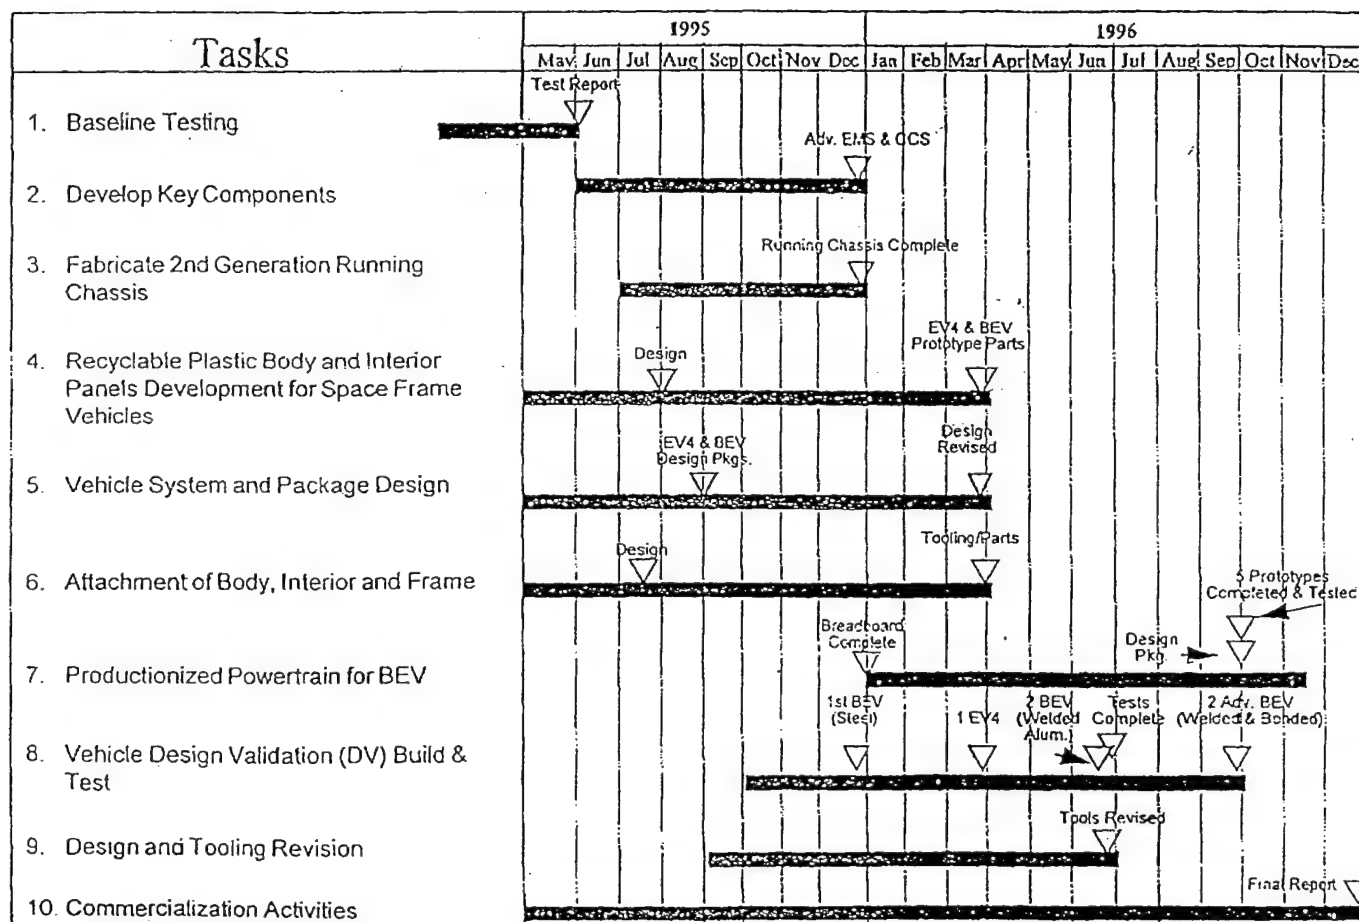 1995 1996
Tasks
May Jun Jul Aug Sep Oct Nov Dec Jan Feb Mar Apr May Jun Jul Aug Sep Oct Nov Dec
Test Report
1. Baseline Testing
Adv. EMS & CCS
2. Develop Key Components
Running Chassis Complete
3. Fabricate 2nd Generation Running
Chassis
EV4 & BEV
Prototype Parts
Design
4. Recyclable Plastic Body and Interior
Panels Development for Space Frame
Vehicles
Design
Revised
EV4 & BEV
Design Pkgs.
5. Vehicle System and Package Design
Tooling/Parts
Design
6. Attachment of Body, Interior and Frame
5 Prototypes
Completed & Tested
Breadboard
Complete
Design
Pkg.
7. Productionized Powertrain for BEV
1st BEV
(Steel)
1 EV4
2 BEV
(Welded
Alum.)
Tests
Complete
2 Adv. BEV
(Welded & Bonded)
8. Vehicle Design Validation (DV) Build &
Test
Tools Revised
9. Design and Tooling Revision
Final Report
10. Commercialization Activities